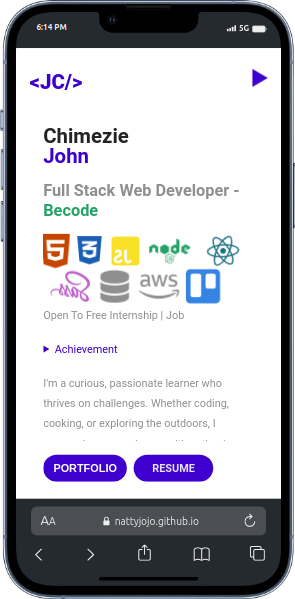 6:14 PM
5G
<JC/>
Chimezie
John
Full Stack Web Developer -
Becode
5 3 JS node
Sass aws
Open To Free Internship | Job
Achievement
I'm a curious, passionate learner who
thrives on challenges. Whether coding,
cooking, or exploring the outdoors, I
PORTFOLIO RESUME
AA nattyjojo.github.io